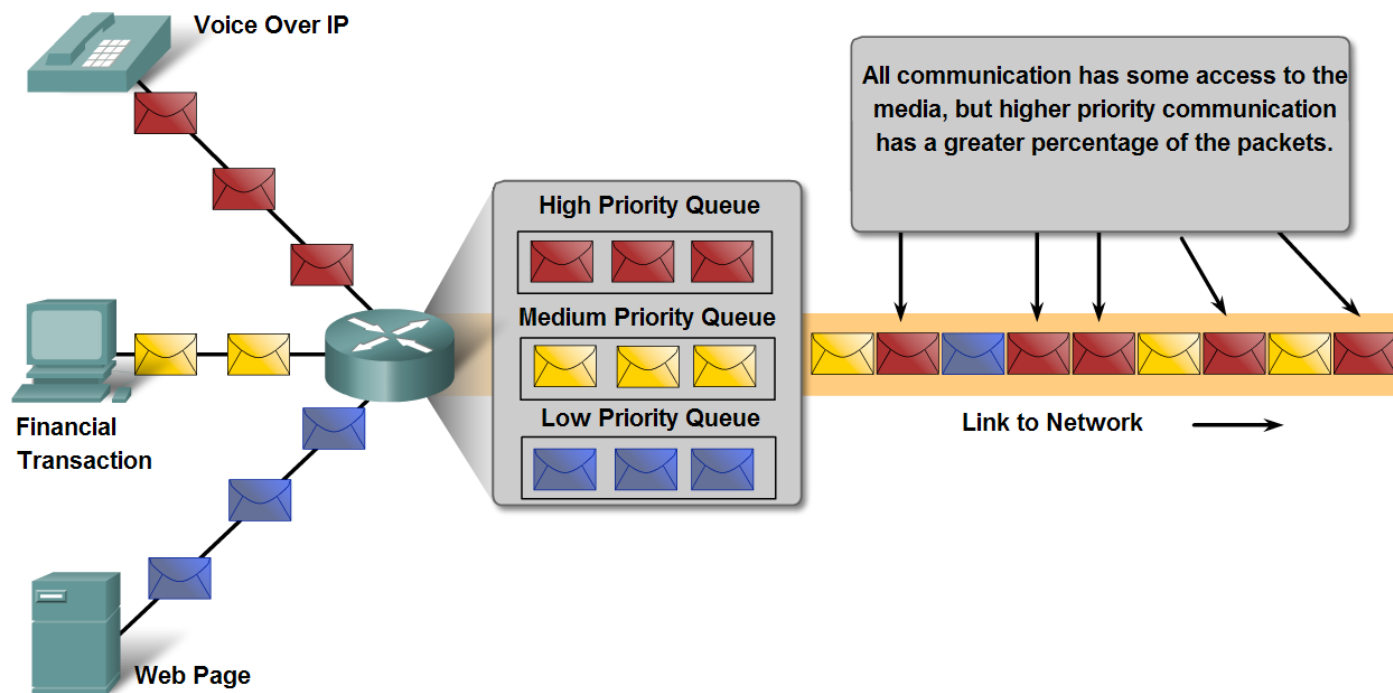 Voice Over IP
All communication has some access to the
media, but higher priority communication
has a greater percentage of the packets.
High Priority Queue
Medium Priority Queue
Low Priority Queue
Link to Network
Financial
Transaction
Web Page